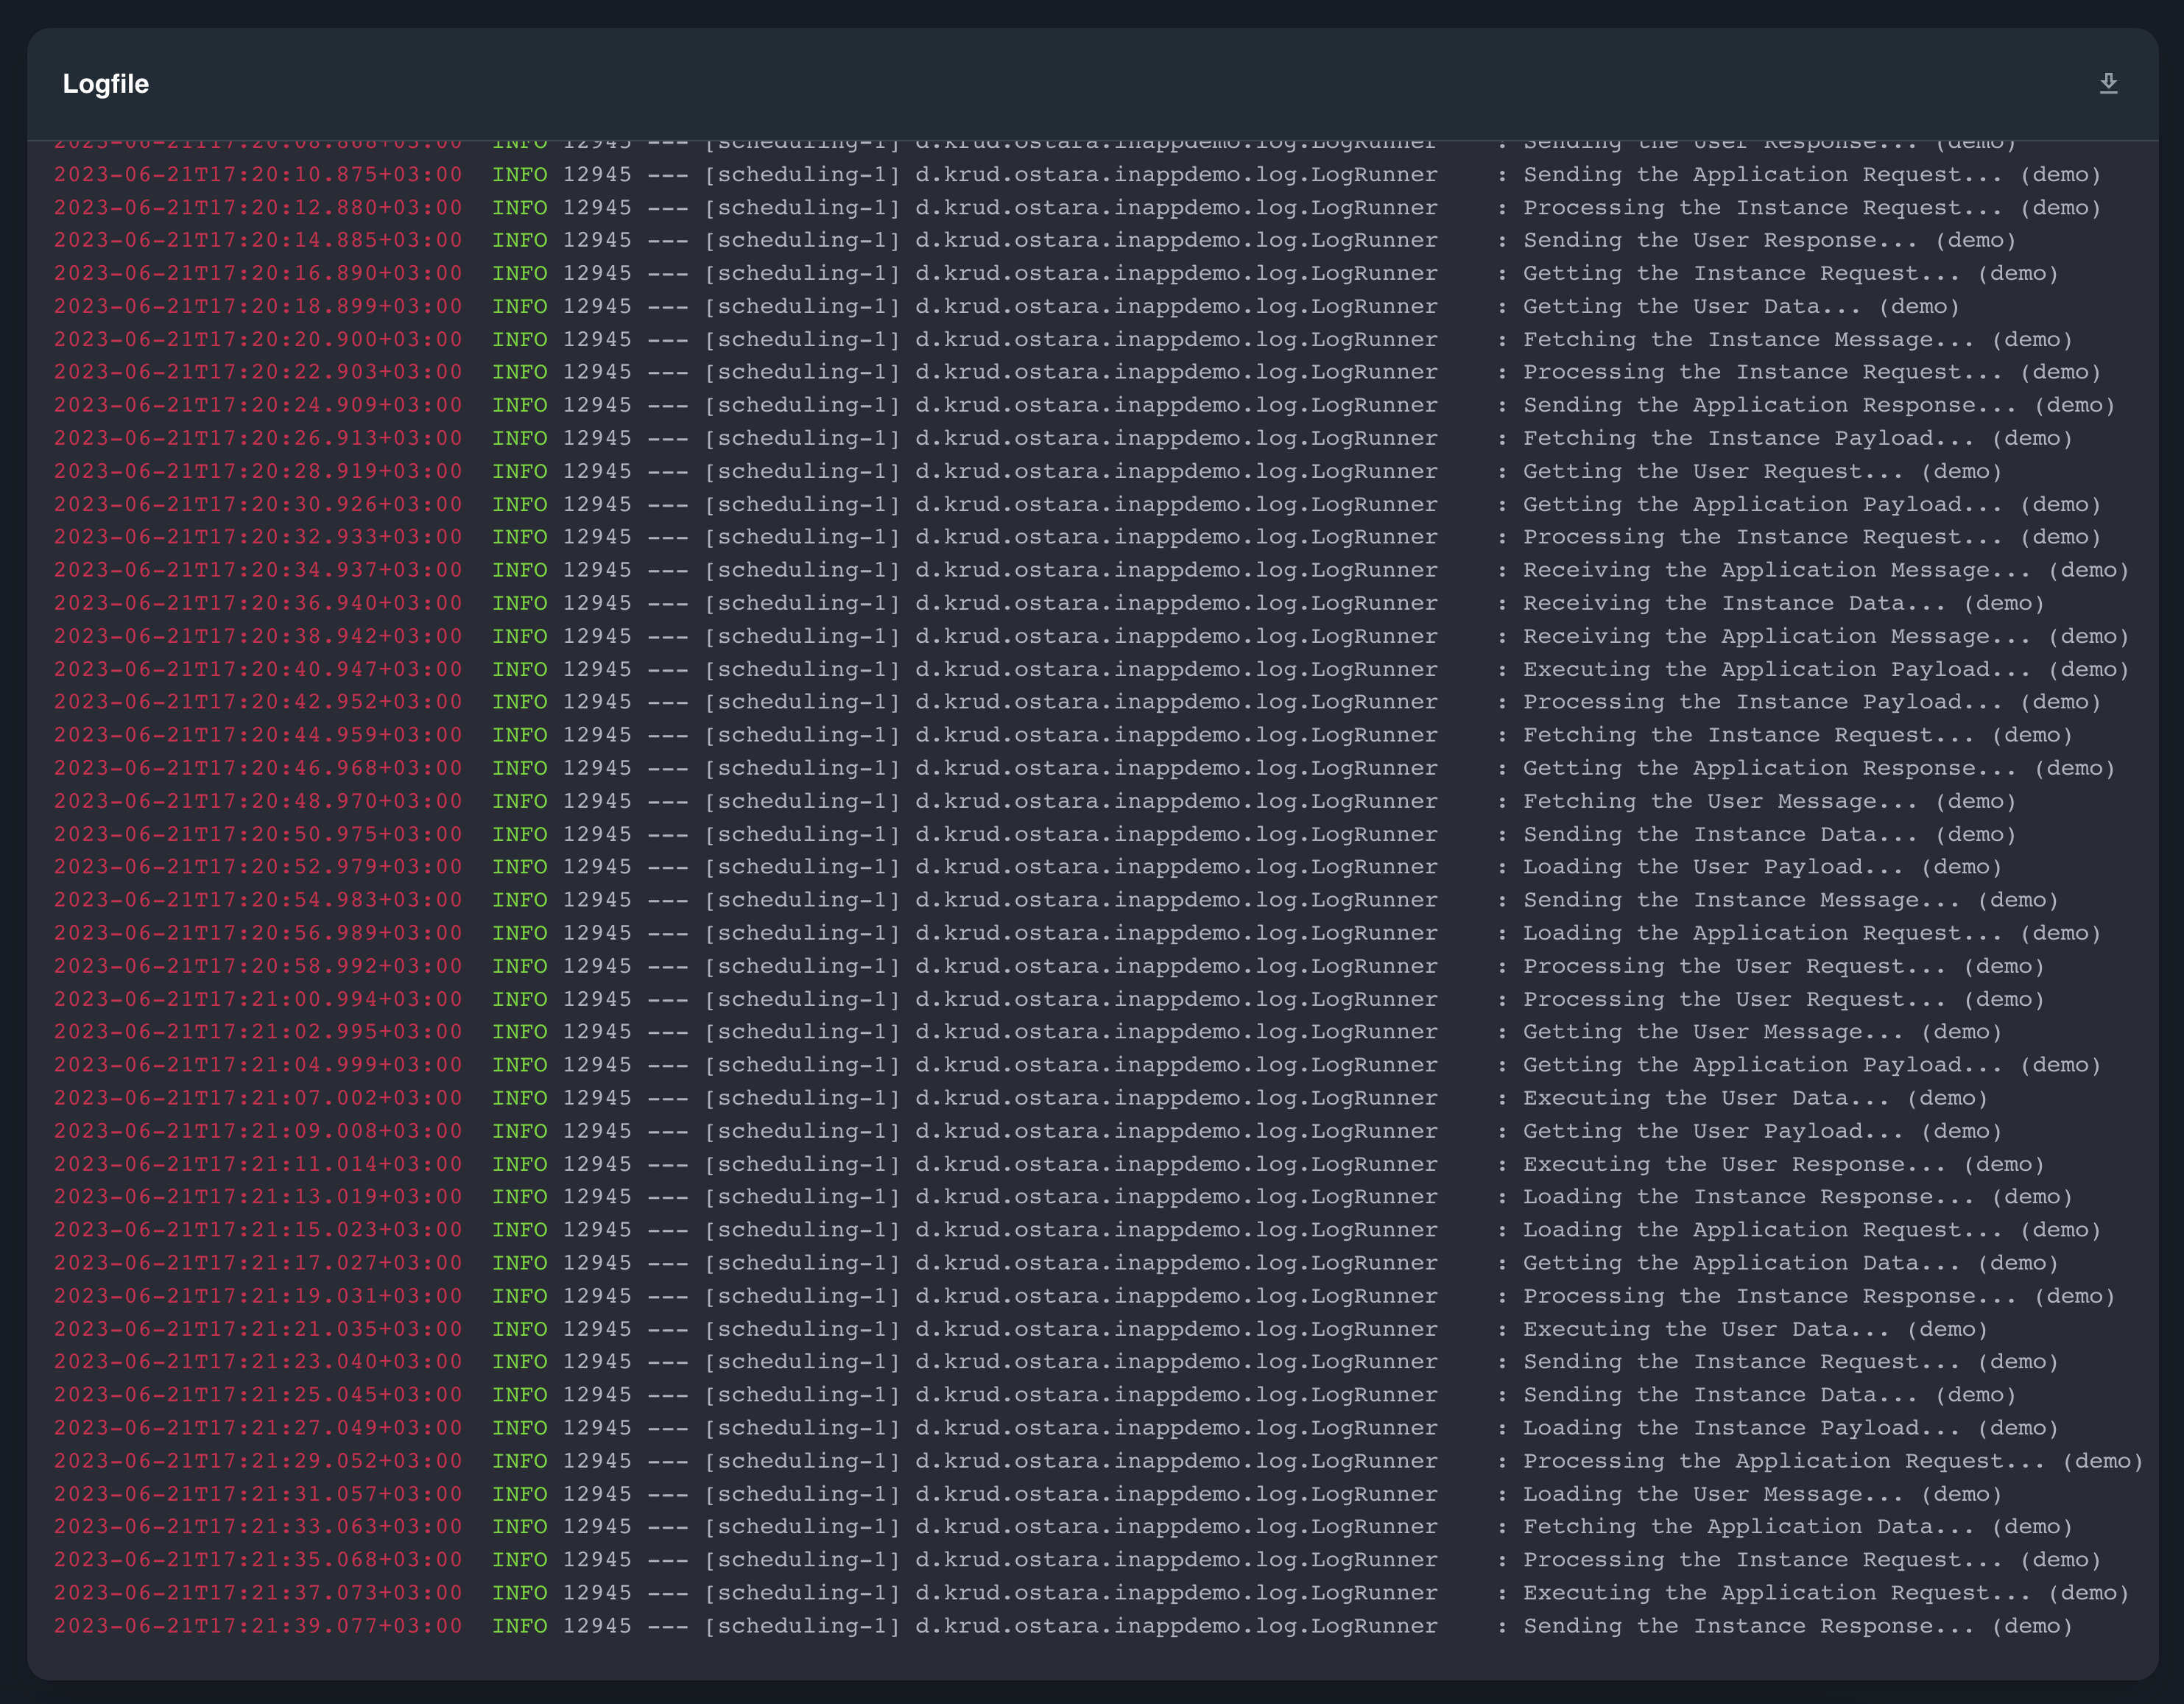 Logfile
2023-06-21T17:20:08.868+03:00  INFO 12945 --- [scheduling-1] d.krud.ostara.inappdemo.log.LogRunner    : Sending the User Response... (demo)
2023-06-21T17:20:10.875+03:00  INFO 12945 --- [scheduling-1] d.krud.ostara.inappdemo.log.LogRunner    : Sending the Application Request... (demo)
2023-06-21T17:20:12.880+03:00  INFO 12945 --- [scheduling-1] d.krud.ostara.inappdemo.log.LogRunner    : Processing the Instance Request... (demo)
2023-06-21T17:20:14.885+03:00  INFO 12945 --- [scheduling-1] d.krud.ostara.inappdemo.log.LogRunner    : Sending the User Response... (demo)
2023-06-21T17:20:16.890+03:00  INFO 12945 --- [scheduling-1] d.krud.ostara.inappdemo.log.LogRunner    : Getting the Instance Request... (demo)
2023-06-21T17:20:18.899+03:00  INFO 12945 --- [scheduling-1] d.krud.ostara.inappdemo.log.LogRunner    : Getting the User Data... (demo)
2023-06-21T17:20:20.900+03:00  INFO 12945 --- [scheduling-1] d.krud.ostara.inappdemo.log.LogRunner    : Fetching the Instance Message... (demo)
2023-06-21T17:20:22.903+03:00  INFO 12945 --- [scheduling-1] d.krud.ostara.inappdemo.log.LogRunner    : Processing the Instance Request... (demo)
2023-06-21T17:20:24.909+03:00  INFO 12945 --- [scheduling-1] d.krud.ostara.inappdemo.log.LogRunner    : Sending the Application Response... (demo)
2023-06-21T17:20:26.913+03:00  INFO 12945 --- [scheduling-1] d.krud.ostara.inappdemo.log.LogRunner    : Fetching the Instance Payload... (demo)
2023-06-21T17:20:28.919+03:00  INFO 12945 --- [scheduling-1] d.krud.ostara.inappdemo.log.LogRunner    : Getting the User Request... (demo)
2023-06-21T17:20:30.926+03:00  INFO 12945 --- [scheduling-1] d.krud.ostara.inappdemo.log.LogRunner    : Getting the Application Payload... (demo)
2023-06-21T17:20:32.933+03:00  INFO 12945 --- [scheduling-1] d.krud.ostara.inappdemo.log.LogRunner    : Processing the Instance Request... (demo)
2023-06-21T17:20:34.937+03:00  INFO 12945 --- [scheduling-1] d.krud.ostara.inappdemo.log.LogRunner    : Receiving the Application Message... (demo)
2023-06-21T17:20:36.940+03:00  INFO 12945 --- [scheduling-1] d.krud.ostara.inappdemo.log.LogRunner    : Receiving the Instance Data... (demo)
2023-06-21T17:20:38.942+03:00  INFO 12945 --- [scheduling-1] d.krud.ostara.inappdemo.log.LogRunner    : Receiving the Application Message... (demo)
2023-06-21T17:20:40.947+03:00  INFO 12945 --- [scheduling-1] d.krud.ostara.inappdemo.log.LogRunner    : Executing the Application Payload... (demo)
2023-06-21T17:20:42.952+03:00  INFO 12945 --- [scheduling-1] d.krud.ostara.inappdemo.log.LogRunner    : Processing the Instance Payload... (demo)
2023-06-21T17:20:44.959+03:00  INFO 12945 --- [scheduling-1] d.krud.ostara.inappdemo.log.LogRunner    : Fetching the Instance Request... (demo)
2023-06-21T17:20:46.968+03:00  INFO 12945 --- [scheduling-1] d.krud.ostara.inappdemo.log.LogRunner    : Getting the Application Response... (demo)
2023-06-21T17:20:48.970+03:00  INFO 12945 --- [scheduling-1] d.krud.ostara.inappdemo.log.LogRunner    : Fetching the User Message... (demo)
2023-06-21T17:20:50.975+03:00  INFO 12945 --- [scheduling-1] d.krud.ostara.inappdemo.log.LogRunner    : Sending the Instance Data... (demo)
2023-06-21T17:20:52.979+03:00  INFO 12945 --- [scheduling-1] d.krud.ostara.inappdemo.log.LogRunner    : Loading the User Payload... (demo)
2023-06-21T17:20:54.983+03:00  INFO 12945 --- [scheduling-1] d.krud.ostara.inappdemo.log.LogRunner    : Sending the Instance Message... (demo)
2023-06-21T17:20:56.989+03:00  INFO 12945 --- [scheduling-1] d.krud.ostara.inappdemo.log.LogRunner    : Loading the Application Request... (demo)
2023-06-21T17:20:58.992+03:00  INFO 12945 --- [scheduling-1] d.krud.ostara.inappdemo.log.LogRunner    : Processing the User Request... (demo)
2023-06-21T17:21:00.994+03:00  INFO 12945 --- [scheduling-1] d.krud.ostara.inappdemo.log.LogRunner    : Processing the User Request... (demo)
2023-06-21T17:21:02.995+03:00  INFO 12945 --- [scheduling-1] d.krud.ostara.inappdemo.log.LogRunner    : Getting the User Message... (demo)
2023-06-21T17:21:04.999+03:00  INFO 12945 --- [scheduling-1] d.krud.ostara.inappdemo.log.LogRunner    : Getting the Application Payload... (demo)
2023-06-21T17:21:07.002+03:00  INFO 12945 --- [scheduling-1] d.krud.ostara.inappdemo.log.LogRunner    : Executing the User Data... (demo)
2023-06-21T17:21:09.008+03:00  INFO 12945 --- [scheduling-1] d.krud.ostara.inappdemo.log.LogRunner    : Getting the User Payload... (demo)
2023-06-21T17:21:11.014+03:00  INFO 12945 --- [scheduling-1] d.krud.ostara.inappdemo.log.LogRunner    : Executing the User Response... (demo)
2023-06-21T17:21:13.019+03:00  INFO 12945 --- [scheduling-1] d.krud.ostara.inappdemo.log.LogRunner    : Loading the Instance Response... (demo)
2023-06-21T17:21:15.023+03:00  INFO 12945 --- [scheduling-1] d.krud.ostara.inappdemo.log.LogRunner    : Loading the Application Request... (demo)
2023-06-21T17:21:17.027+03:00  INFO 12945 --- [scheduling-1] d.krud.ostara.inappdemo.log.LogRunner    : Getting the Application Data... (demo)
2023-06-21T17:21:19.031+03:00  INFO 12945 --- [scheduling-1] d.krud.ostara.inappdemo.log.LogRunner    : Processing the Instance Response... (demo)
2023-06-21T17:21:21.035+03:00  INFO 12945 --- [scheduling-1] d.krud.ostara.inappdemo.log.LogRunner    : Executing the User Data... (demo)
2023-06-21T17:21:23.040+03:00  INFO 12945 --- [scheduling-1] d.krud.ostara.inappdemo.log.LogRunner    : Sending the Instance Request... (demo)
2023-06-21T17:21:25.045+03:00  INFO 12945 --- [scheduling-1] d.krud.ostara.inappdemo.log.LogRunner    : Sending the Instance Data... (demo)
2023-06-21T17:21:27.049+03:00  INFO 12945 --- [scheduling-1] d.krud.ostara.inappdemo.log.LogRunner    : Loading the Instance Payload... (demo)
2023-06-21T17:21:29.052+03:00  INFO 12945 --- [scheduling-1] d.krud.ostara.inappdemo.log.LogRunner    : Processing the Application Request... (demo)
2023-06-21T17:21:31.057+03:00  INFO 12945 --- [scheduling-1] d.krud.ostara.inappdemo.log.LogRunner    : Loading the User Message... (demo)
2023-06-21T17:21:33.063+03:00  INFO 12945 --- [scheduling-1] d.krud.ostara.inappdemo.log.LogRunner    : Fetching the Application Data... (demo)
2023-06-21T17:21:35.068+03:00  INFO 12945 --- [scheduling-1] d.krud.ostara.inappdemo.log.LogRunner    : Processing the Instance Request... (demo)
2023-06-21T17:21:37.073+03:00  INFO 12945 --- [scheduling-1] d.krud.ostara.inappdemo.log.LogRunner    : Executing the Application Request... (demo)
2023-06-21T17:21:39.077+03:00  INFO 12945 --- [scheduling-1] d.krud.ostara.inappdemo.log.LogRunner    : Sending the Instance Response... (demo)